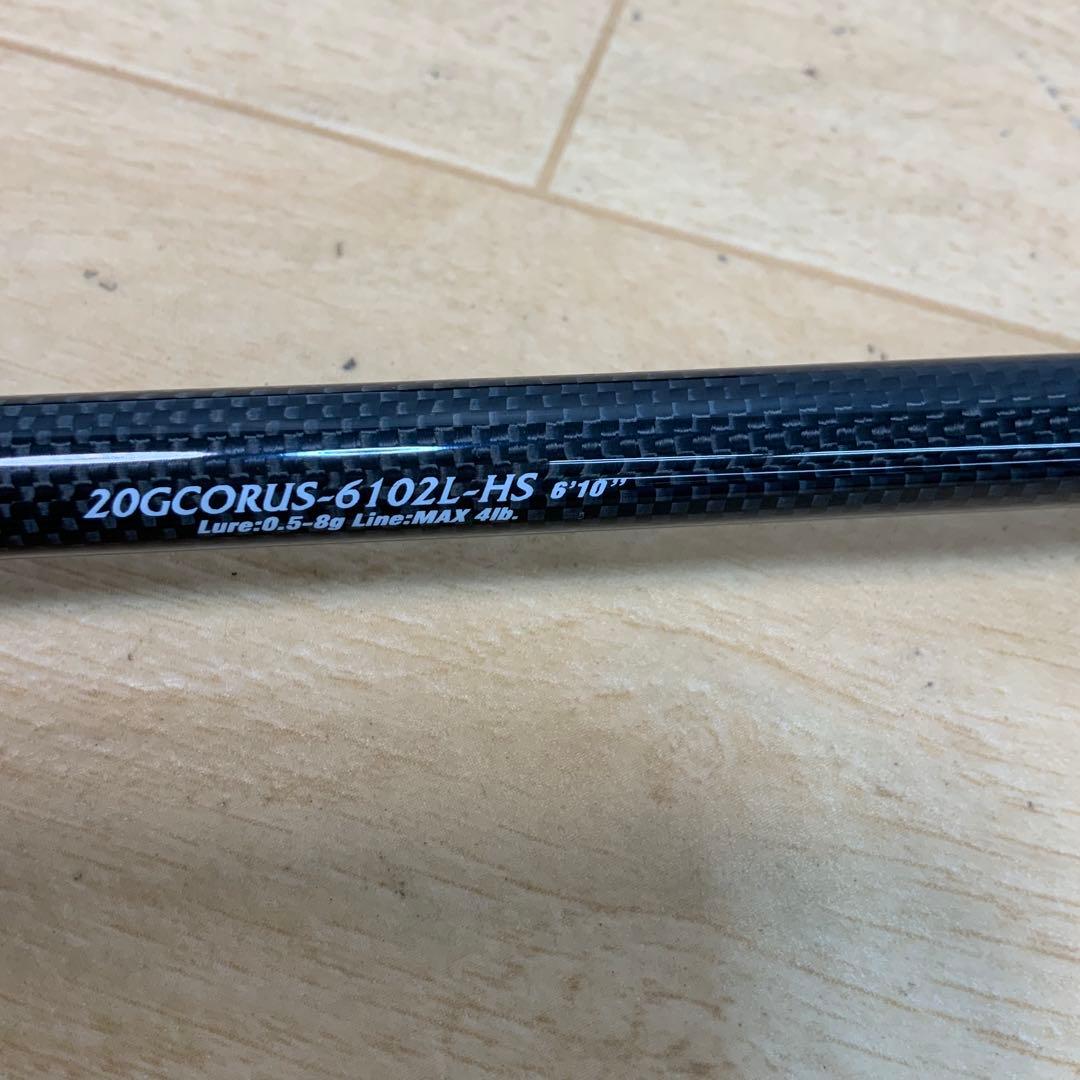 20GCORUS-6102L-HS 6'10"
Lure:0.5-8g Line:MAX 4lb.